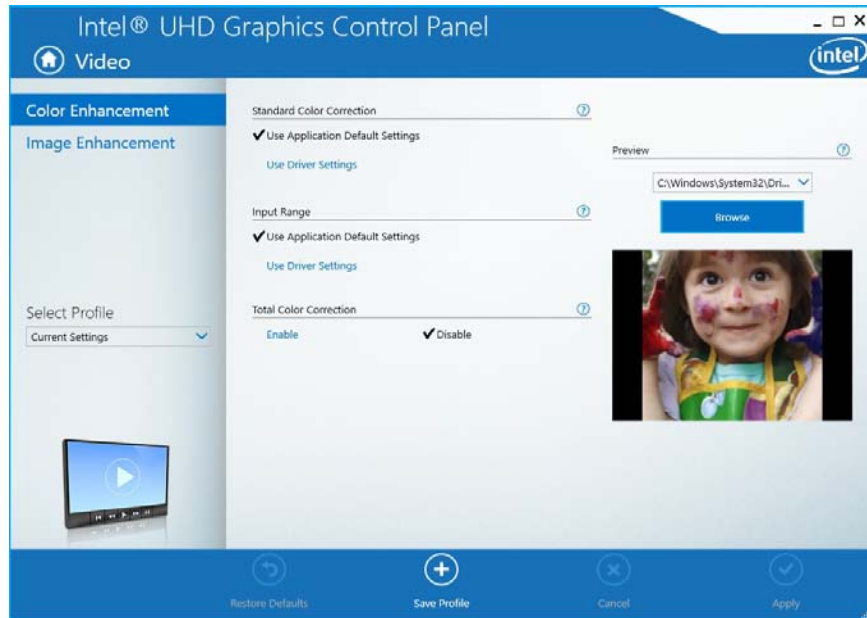 Intel® UHD Graphics Control Panel
Video
intel
Color Enhancement
Image Enhancement
Select Profile
Current Settings
Standard Color Correction
Use Application Default Settings
Use Driver Settings
Input Range
Use Application Default Settings
Use Driver Settings
Total Color Correction
Enable
Disable
Preview
C:\Windows\System32\Dri...
Browse
Restore Defaults
Save Profile
Cancel
Apply